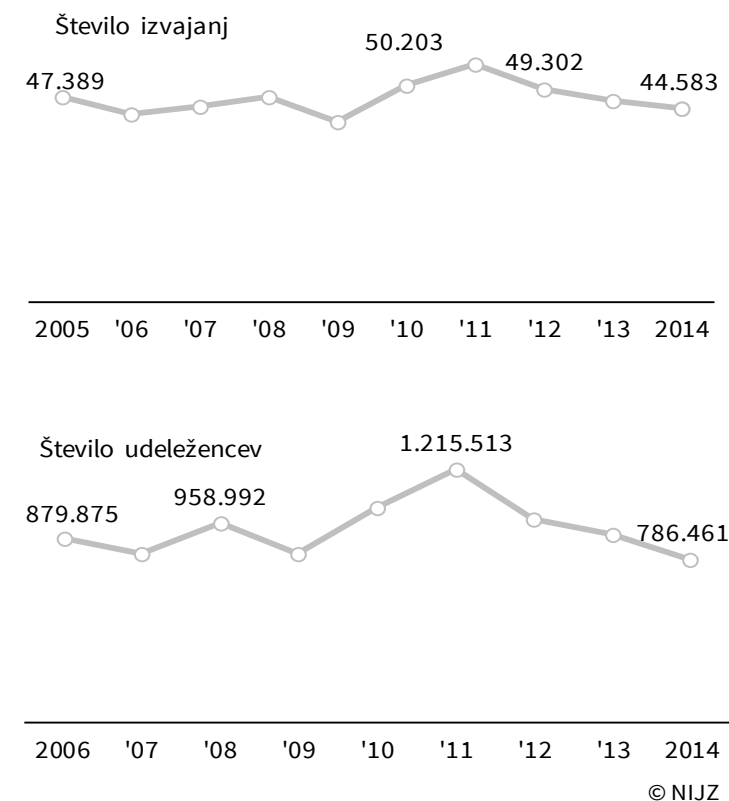 Število izvajanj
50.203
49.302
47.389
44.583
2005 '06 '07 '08 '09 '10 '11 '12 '13 2014
Število udeležencev
1.215.513
958.992
879.875
786.461
2006 '07 '08 '09 '10 '11 '12 '13 2014
© NIJZ